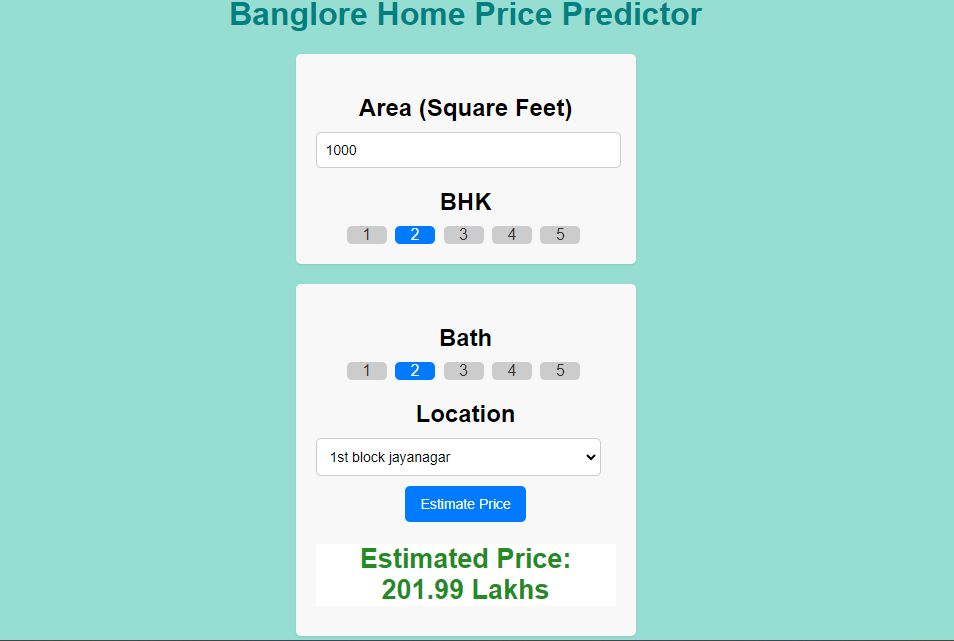 Banglore Home Price Predictor
Area (Square Feet)
1000
BHK
1 2 3 4 5
Bath
1 2 3 4 5
Location
1st block jayanagar
Estimate Price
Estimated Price:
201.99 Lakhs